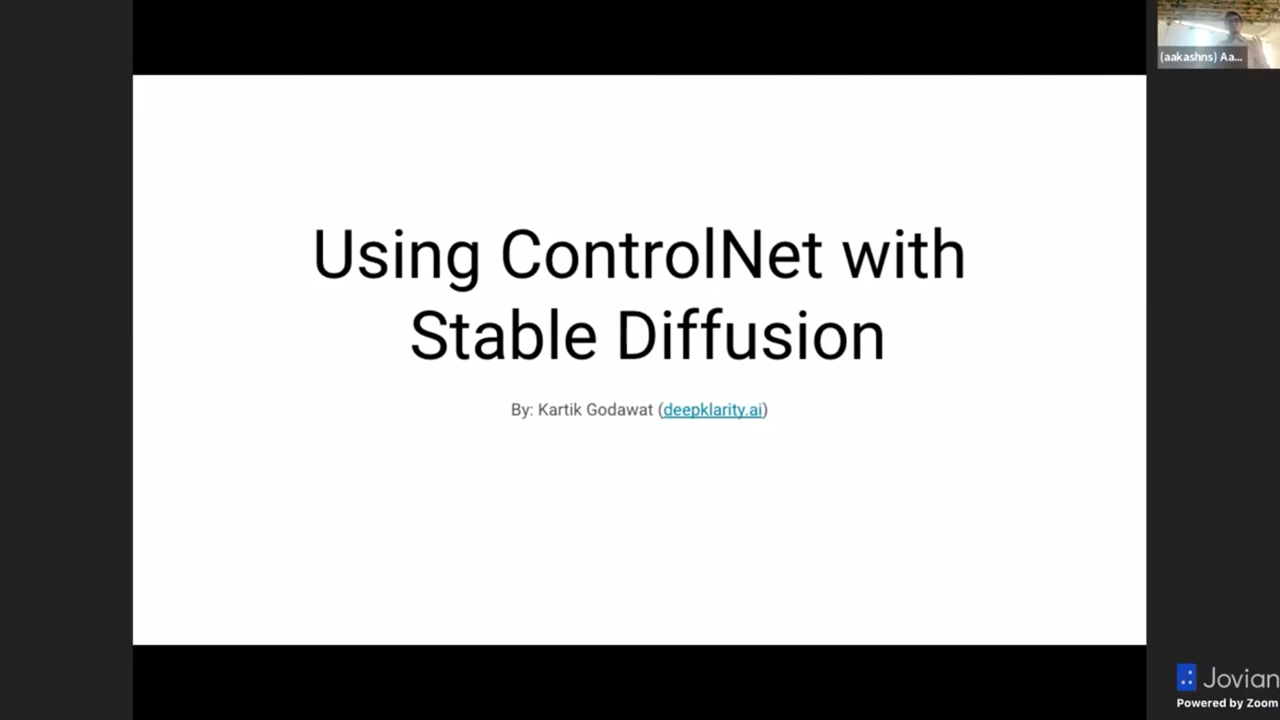 (aakashns) Aa...
Using ControlNet with
Stable Diffusion
By: Kartik Godawat (deepklarity.ai)
Jovian
Powered by Zoom